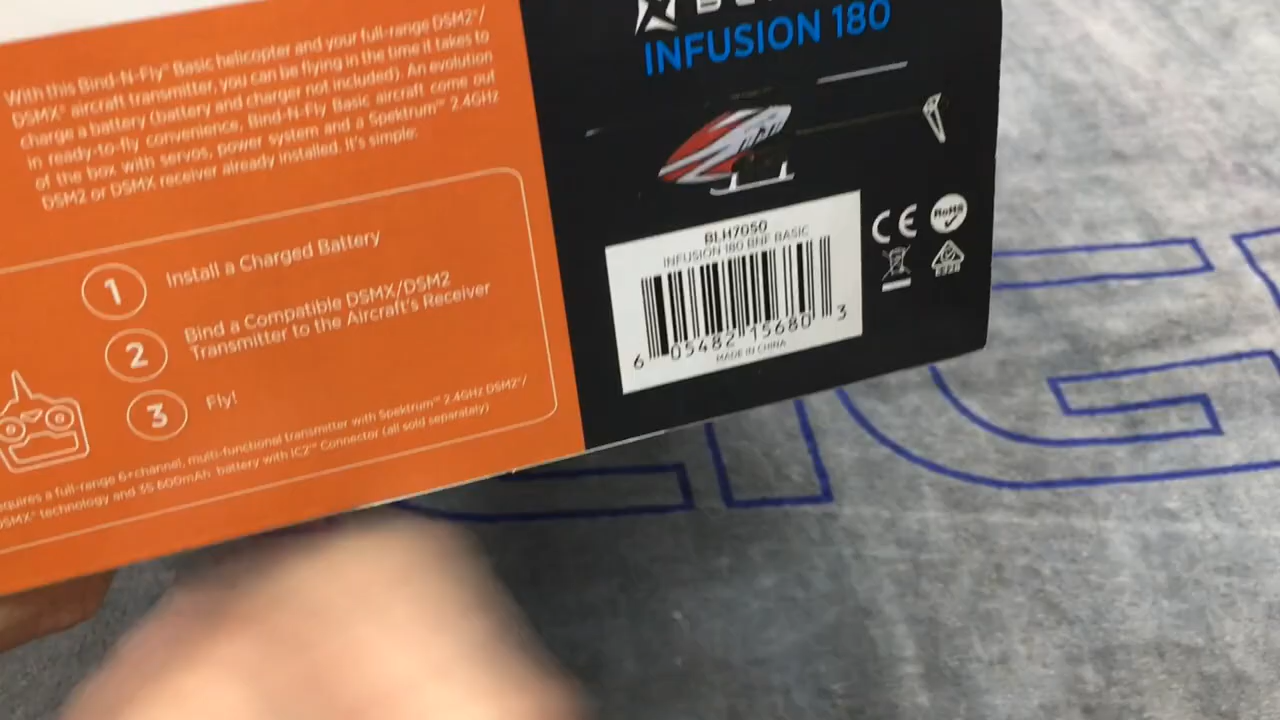 With this Bind-N-Fly® Basic helicopter and your full-range DSM2®/
DSMX® aircraft transmitter, you can be flying in the time it takes to
charge a battery (battery and charger not included). An evolution
in ready-to-fly convenience, Bind-N-Fly Basic aircraft come out
of the box with servos, power system and a Spektrum™ 2.4GHz
DSM2 or DSMX receiver already installed. It's simple:
1 Install a Charged Battery
2 Bind a Compatible DSMX/DSM2
Transmitter to the Aircraft's Receiver
3 Fly!
equires a full-range 6+channel, multi-functional transmitter with Spektrum™ 2.4GHz DSM2®/
DSMX® technology and 3S 600mAh battery with IC2™ Connector (all sold separately)
INFUSION 180
BLH7050
INFUSION 180 BNF BASIC
6 05482 15680 3
MADE IN CHINA
CE
RoHS